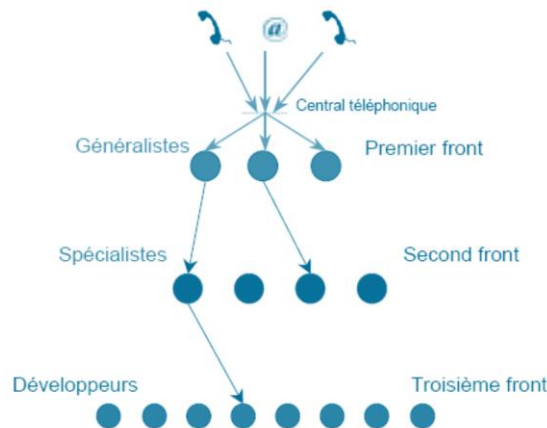 @
Central téléphonique
Généralistes
Premier front
Spécialistes
Second front
Développeurs
Troisième front